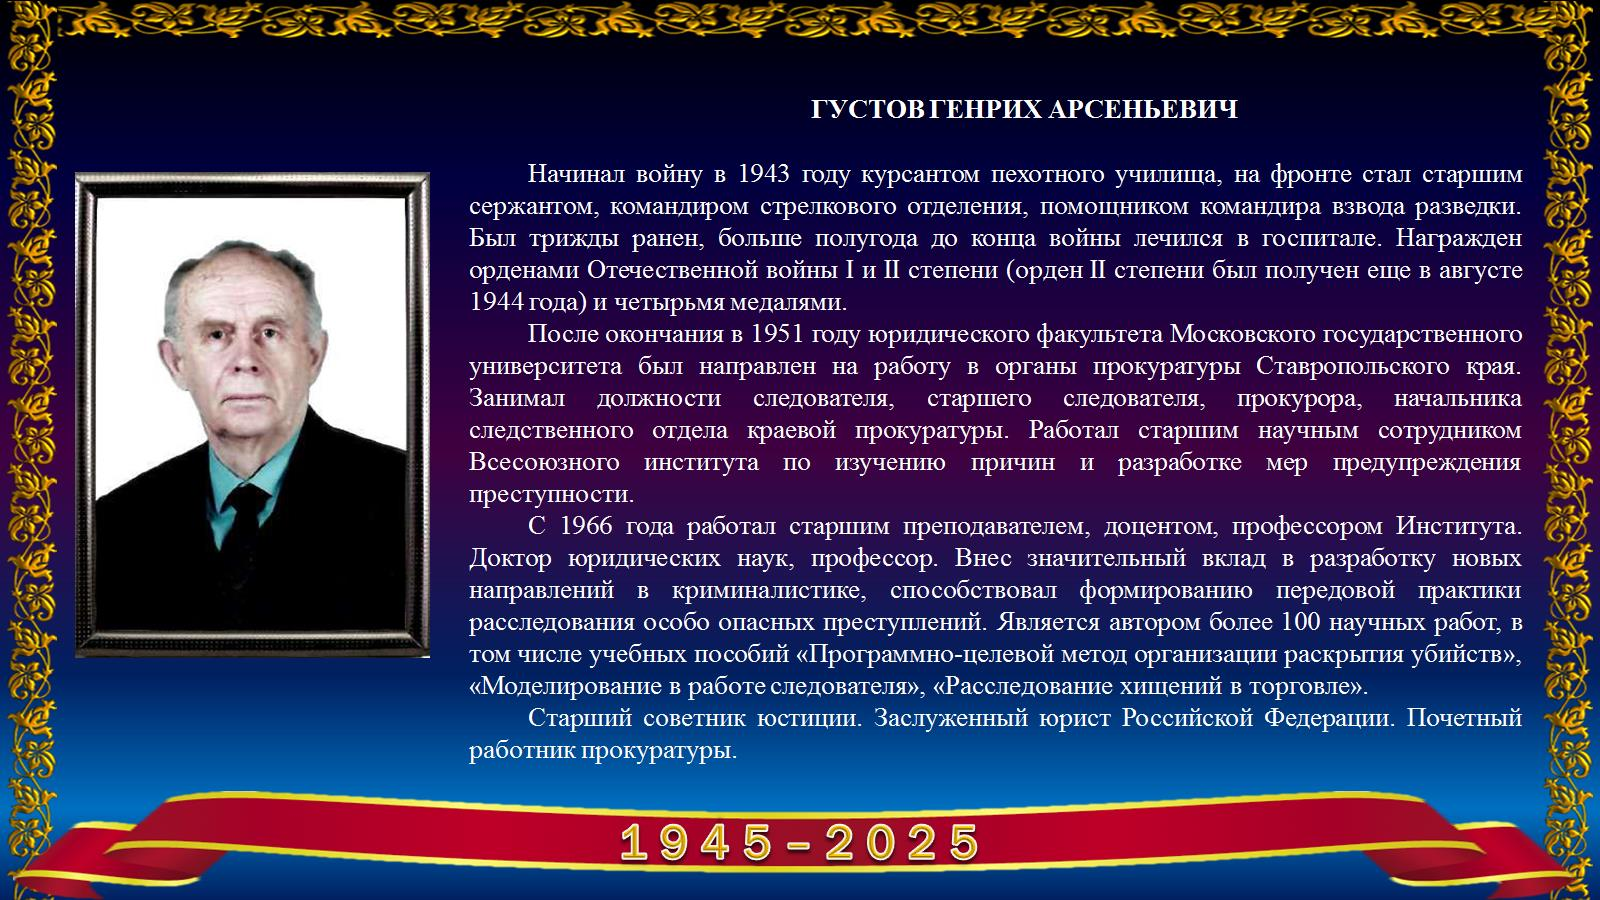 ГУСТОВ ГЕНРИХ АРСЕНЬЕВИЧ
Начинал войну в 1943 году курсантом пехотного училища, на фронте стал старшим
сержантом, командиром стрелкового отделения, помощником командира взвода разведки.
Был трижды ранен, больше полугода до конца войны лечился в госпитале. Награжден
орденами Отечественной войны I и II степени (орден II степени был получен еще в августе
1944 года) и четырьмя медалями.
После окончания в 1951 году юридического факультета Московского государственного
университета был направлен на работу в органы прокуратуры Ставропольского края.
Занимал должности следователя, старшего следователя, прокурора, начальника
следственного отдела краевой прокуратуры. Работал старшим научным сотрудником
Всесоюзного института по изучению причин и разработке мер предупреждения
преступности.
С 1966 года работал старшим преподавателем, доцентом, профессором Института.
Доктор юридических наук, профессор. Внес значительный вклад в разработку новых
направлений в криминалистике, способствовал формированию передовой практики
расследования особо опасных преступлений. Является автором более 100 научных работ, в
том числе учебных пособий «Программно-целевой метод организации раскрытия убийств»,
«Моделирование в работе следователя», «Расследование хищений в торговле».
Старший советник юстиции. Заслуженный юрист Российской Федерации. Почетный
работник прокуратуры.
1945–2025